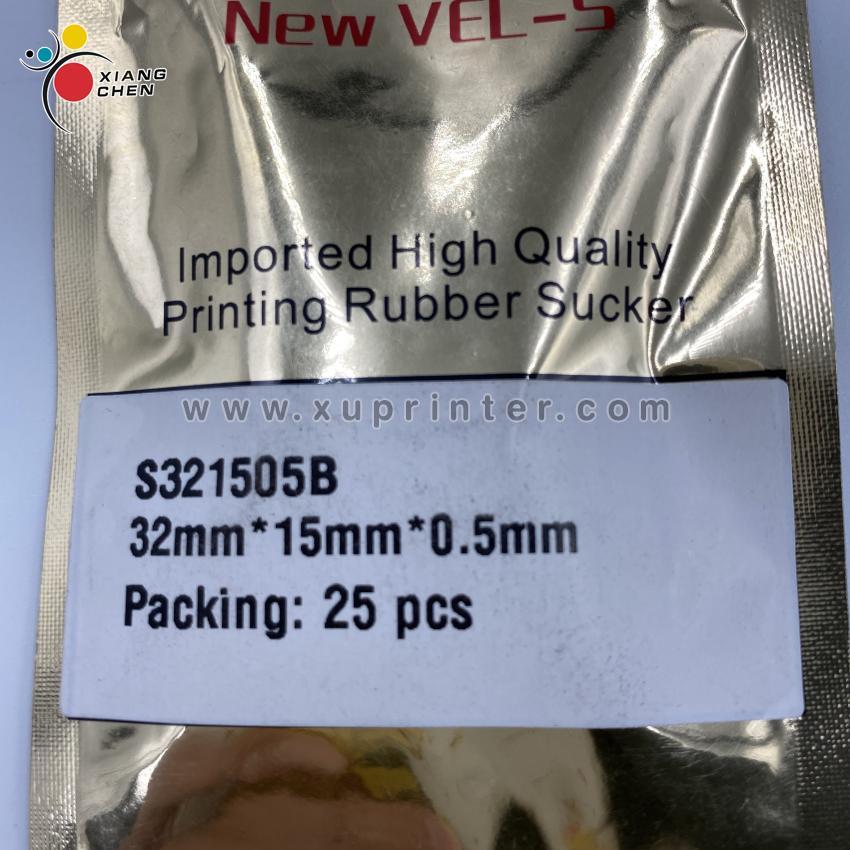 New VEL-S
XIANG
CHEN
Imported High Quality
Printing Rubber Sucker
www.xuprinter.com
S321505B
32mm*15mm*0.5mm
Packing: 25 pcs